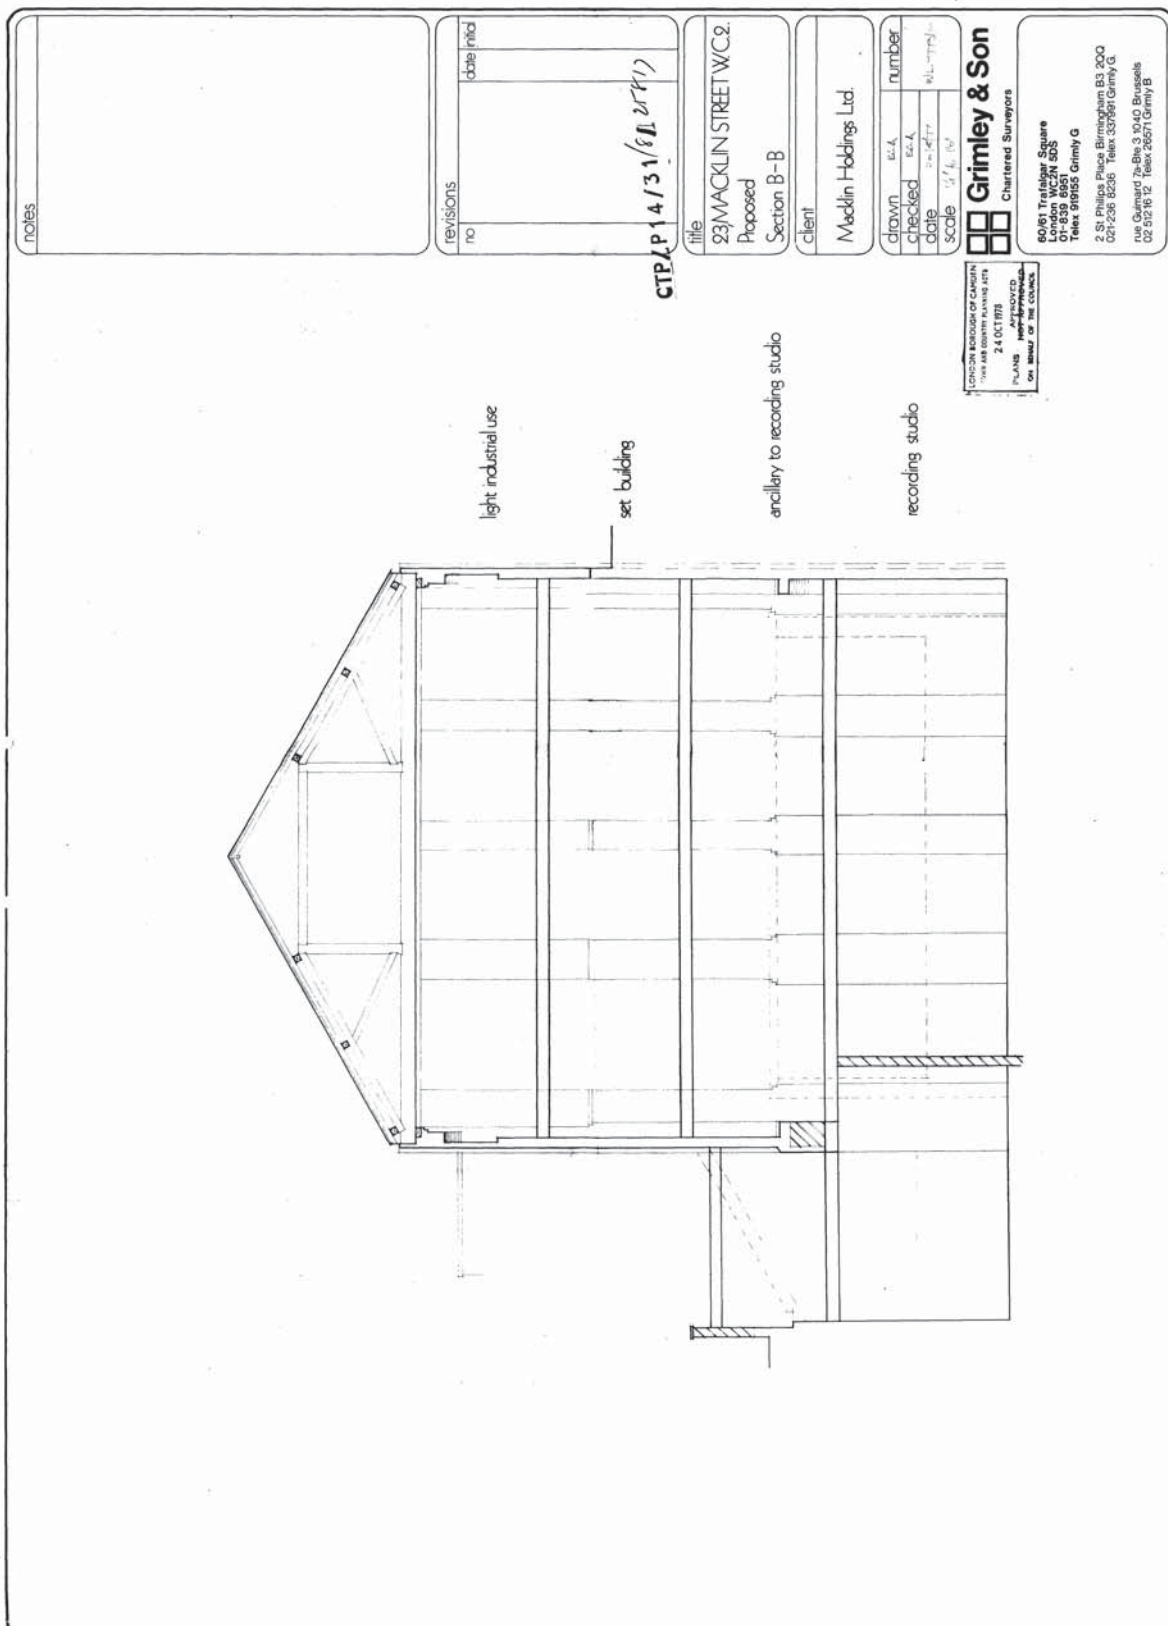 notes
revisions
no
date
initial
CTP/P14/31/8/
title
23, MACKLIN STREET W.C.2.
Proposed
Section B-B
client
Macklin Holdings Ltd.
drawn
number
checked
date
scale
Grimley & Son
Chartered Surveyors
60/61 Trafalgar Square
London WC2N 5DS
01-839 6951
Telex 919155 Grimly G
2 St Philips Place Birmingham B3 2QQ
021-236 8236 Telex 337991 Grimly G.
rue Guimard 7a-Bte 3 1040 Brussels
02 512 16 12 Telex 26571 Grimly B
LONDON BOROUGH OF CAMDEN
TOWN AND COUNTRY PLANNING ACTS
24 OCT 1978
PLANS APPROVED
NOT APPROVED
ON BEHALF OF THE COUNCIL
light industrial use
set building
ancillary to recording studio
recording studio